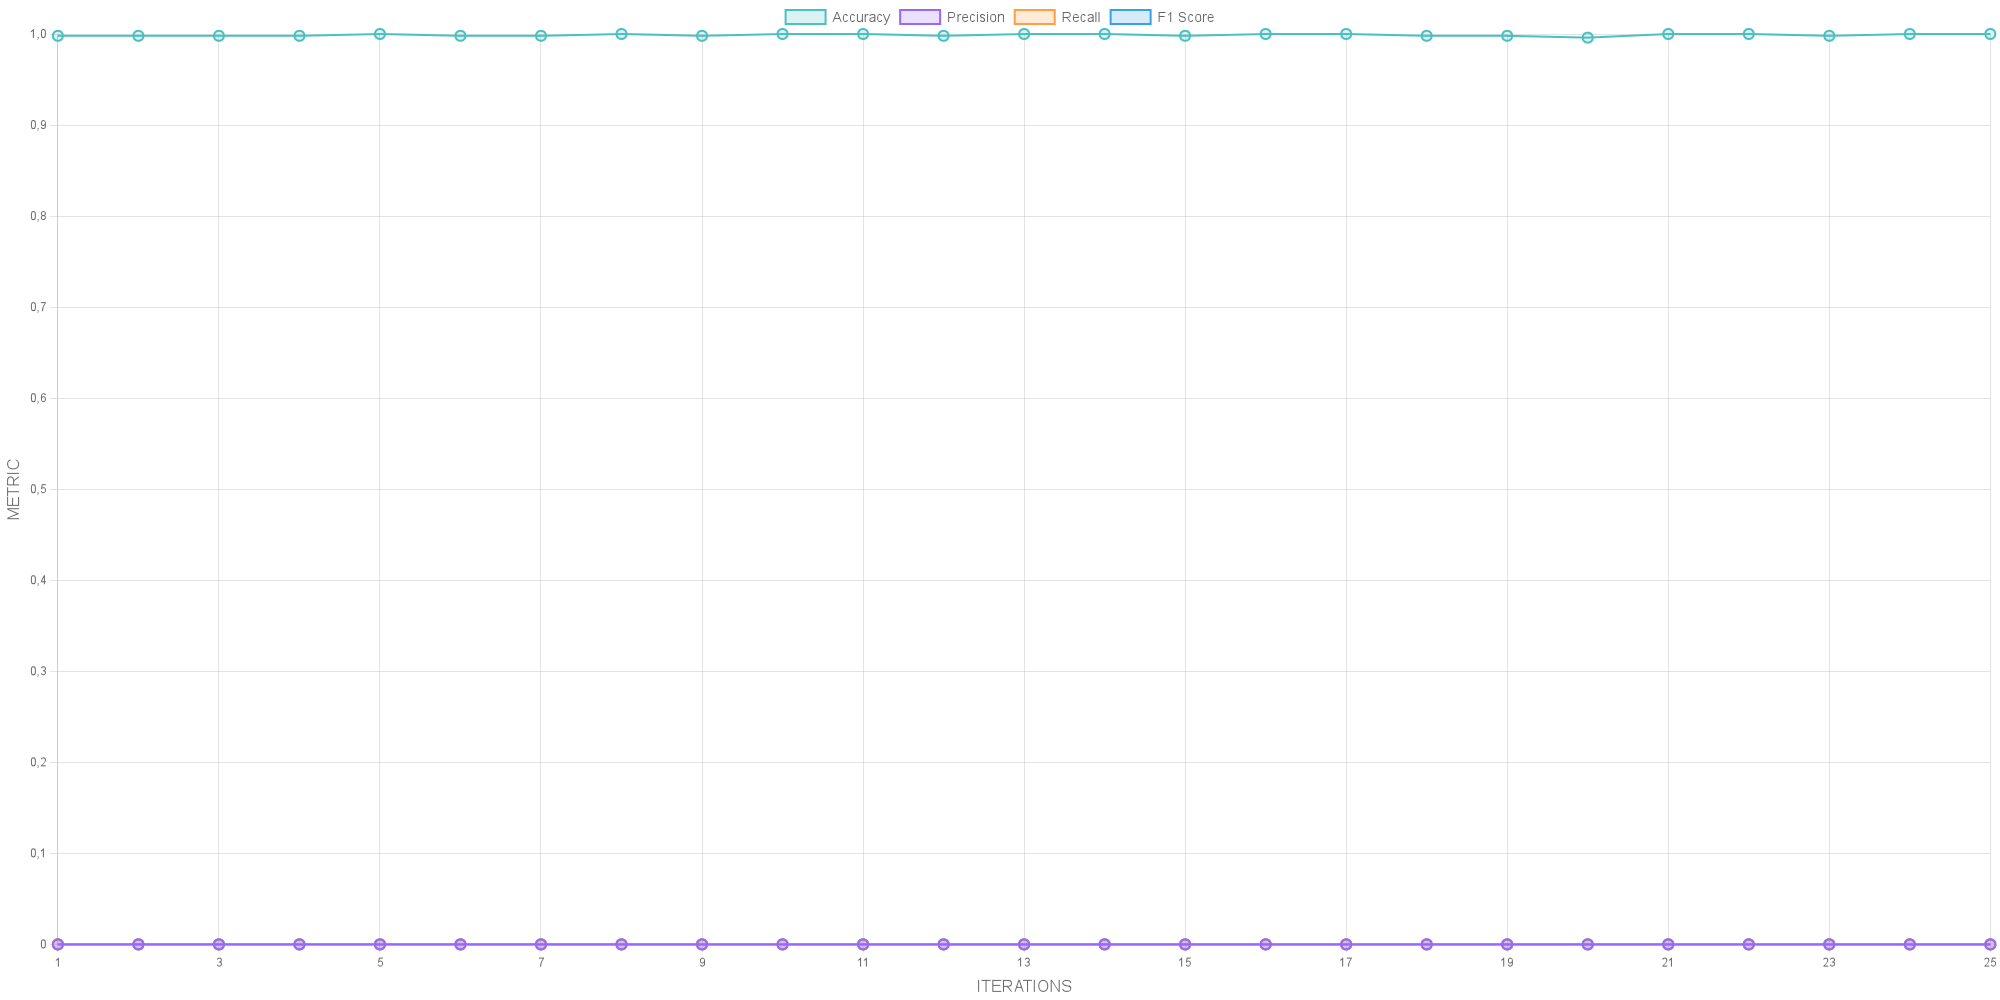 Accuracy Precision Recall F1 Score
1,0
0,9
0,8
0,7
0,6
0,5
0,4
0,3
0,2
0,1
0
METRIC
1 3 5 7 9 11 13 15 17 19 21 23 25
ITERATIONS